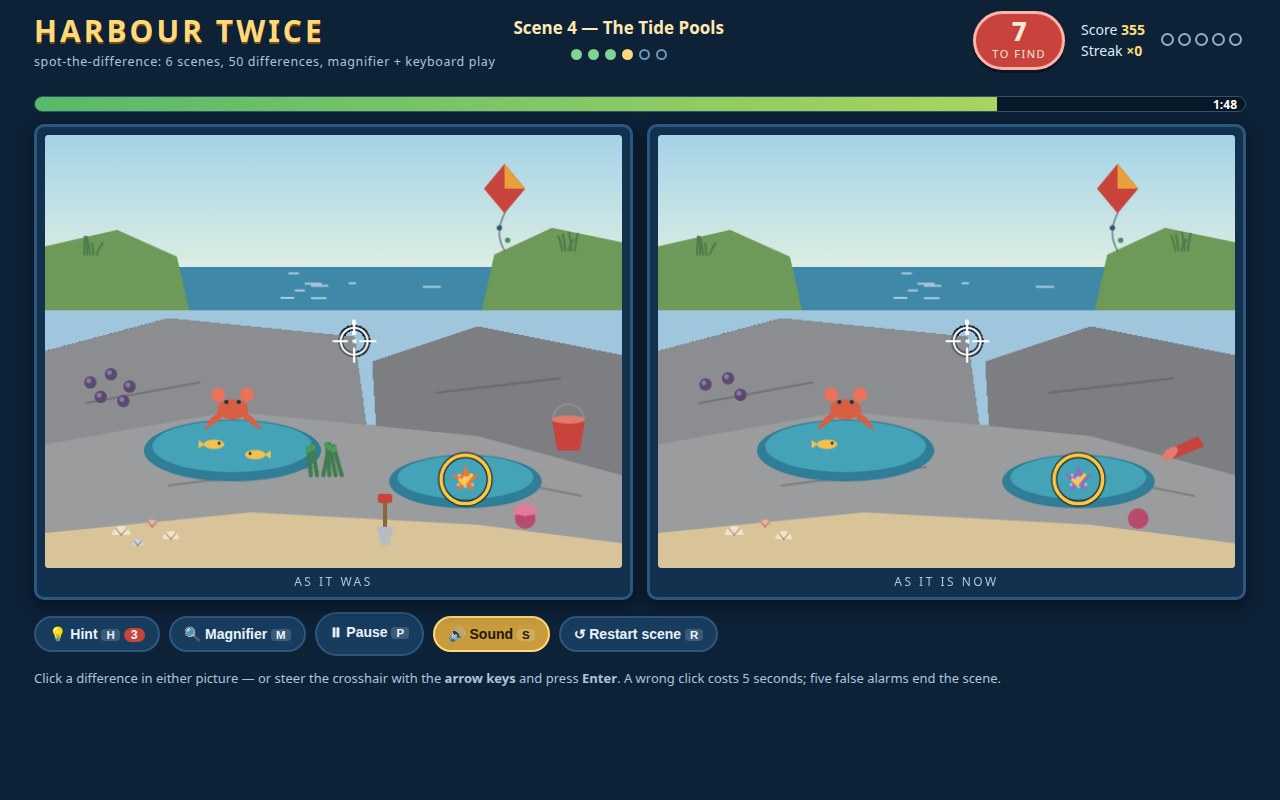 HARBOUR TWICE
spot-the-difference: 6 scenes, 50 differences, magnifier + keyboard play
Scene 4 — The Tide Pools
7
TO FIND
Score 355
Streak ×0
1:48
AS IT WAS
AS IT IS NOW
💡 Hint H 3
🔍 Magnifier M
⏸ Pause P
🔊 Sound S
↺ Restart scene R
Click a difference in either picture — or steer the crosshair with the arrow keys and press Enter. A wrong click costs 5 seconds; five false alarms end the scene.